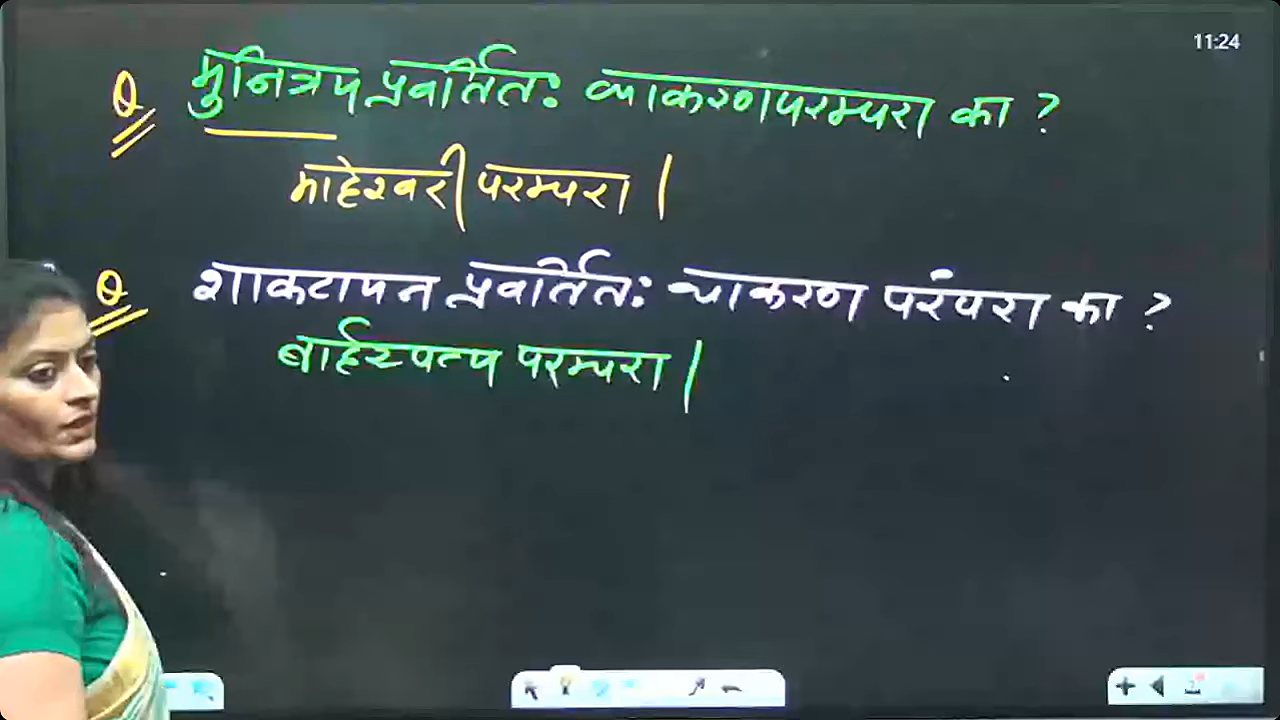 11:24
Q मुनित्रय प्रवर्तितः व्याकरणपरम्परा का ?
माहेश्वरी परम्परा |
Q शाकटायन प्रवर्तितः व्याकरण परंपरा का ?
बार्हस्पत्य परम्परा |